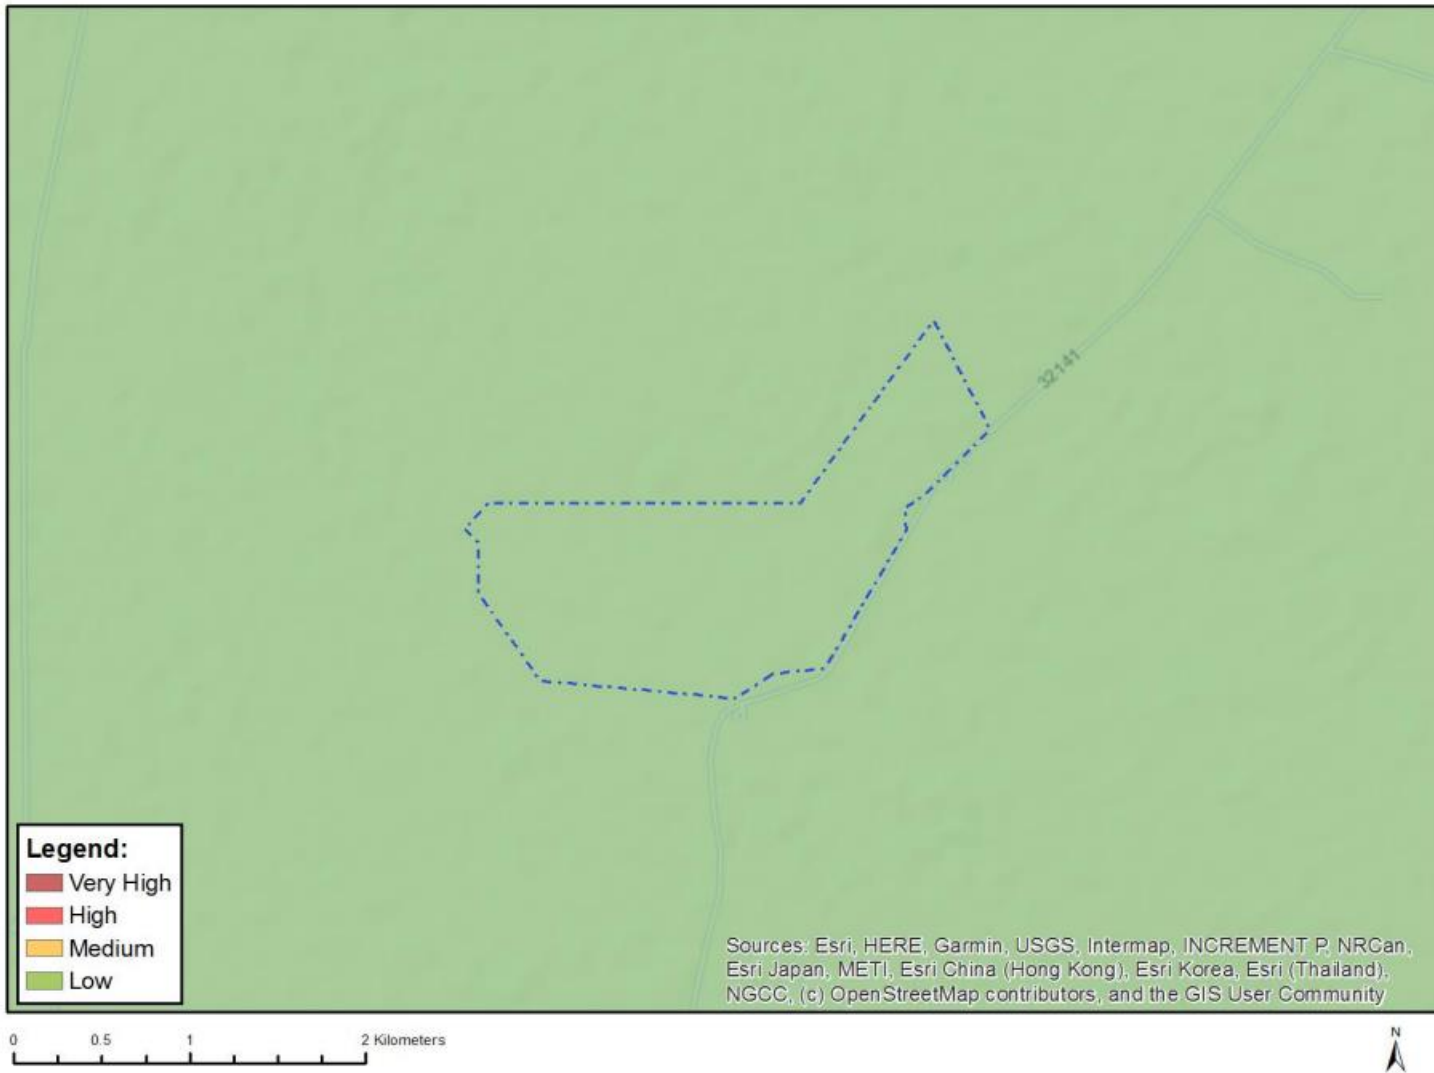 32141
Legend:
Very High
High
Medium
Low
Sources: Esri, HERE, Garmin, USGS, Intermap, INCREMENT P, NRCan,
Esri Japan, METI, Esri China (Hong Kong), Esri Korea, Esri (Thailand),
NGCC, (c) OpenStreetMap contributors, and the GIS User Community
0 0.5 1 2 Kilometers
N